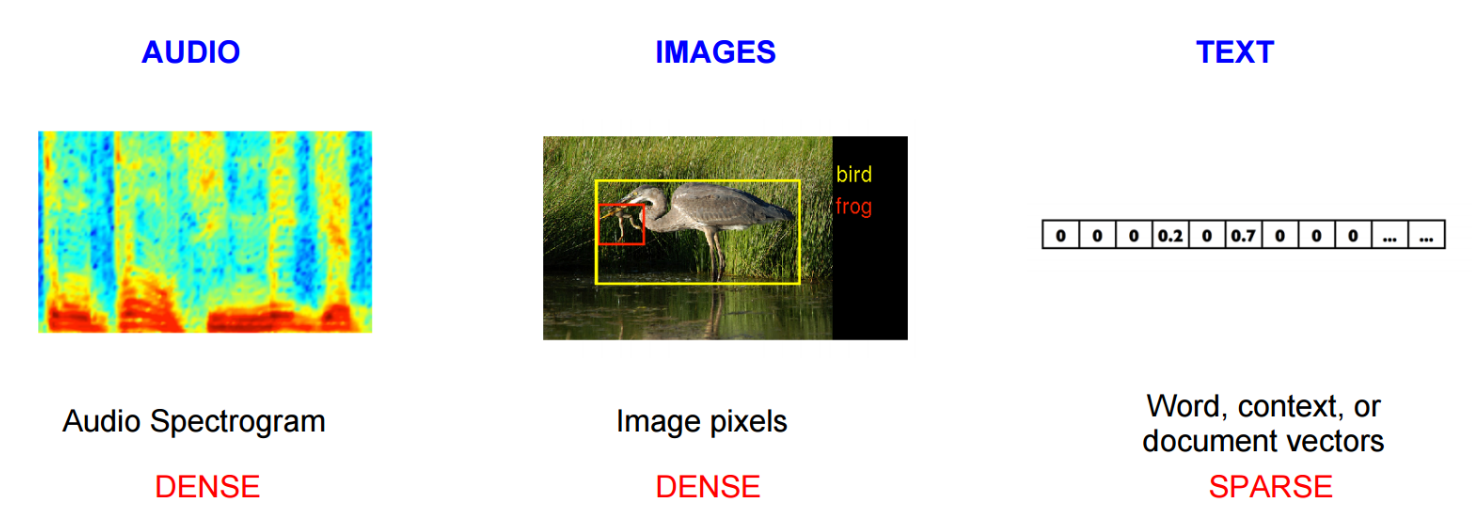 AUDIO
IMAGES
TEXT
bird
frog
0 0 0 0.2 0 0.7 0 0 0 ... ...
Audio Spectrogram
Image pixels
Word, context, or
document vectors
DENSE
DENSE
SPARSE